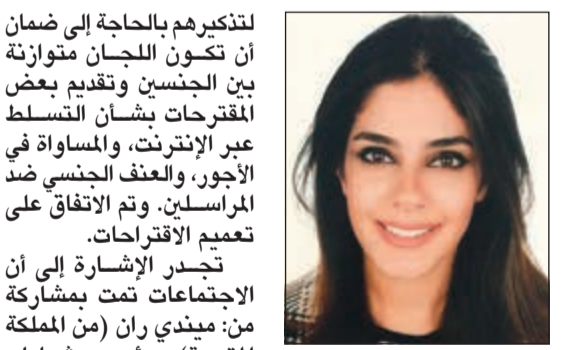 لتذكيرهم بالحاجة إلى ضمان
أن تكون اللجان متوازنة
بين الجنسين وتقديم بعض
المقترحات بشأن التسلط
عبر الإنترنت، والمساواة في
الأجور، والعنف الجنسي ضد
المراسلين. وتم الاتفاق على
تعميم الاقتراحات.
تجدر الإشارة إلى أن
الاجتماعات تمت بمشاركة
من: ميندي ران (من المملكة